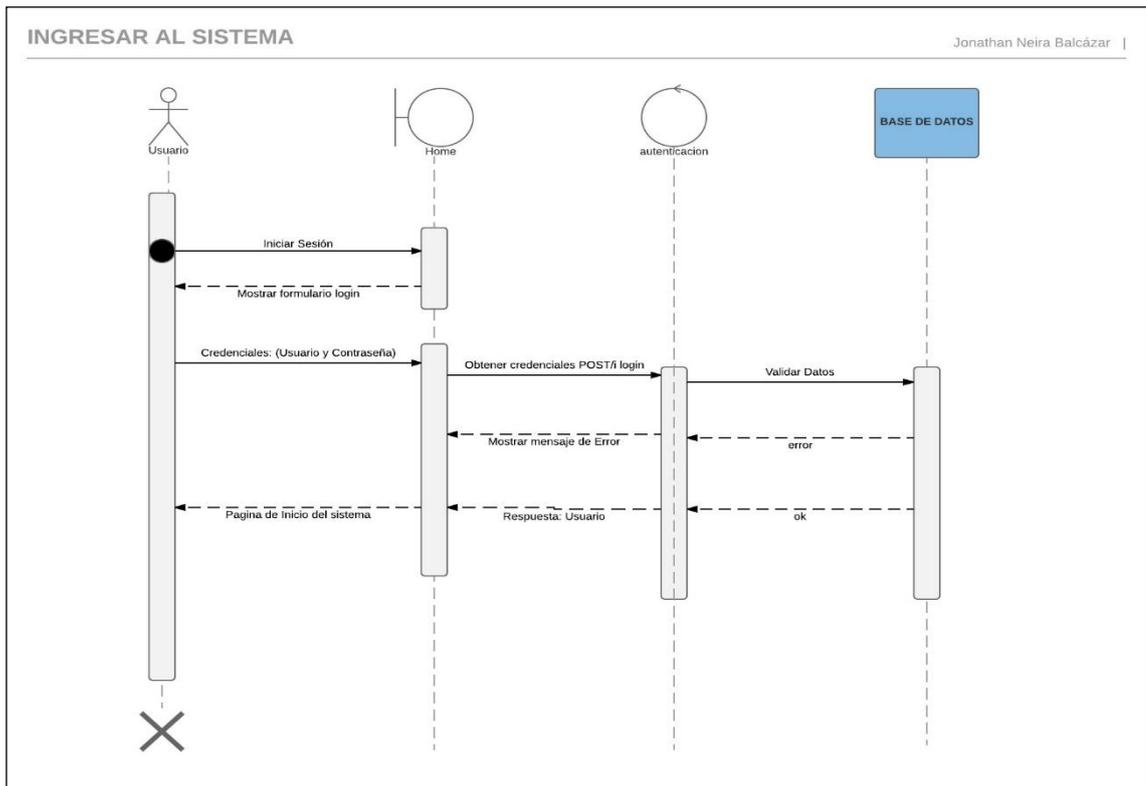 INGRESAR AL SISTEMA
Jonathan Neira Balcázar |
Usuario
Home
autenticacion
BASE DE DATOS
Iniciar Sesión
Mostrar formulario login
Credenciales: (Usuario y Contraseña)
Obtener credenciales POST/i login
Validar Datos
Mostrar mensaje de Error
error
Pagina de Inicio del sistema
Respuesta: Usuario
ok